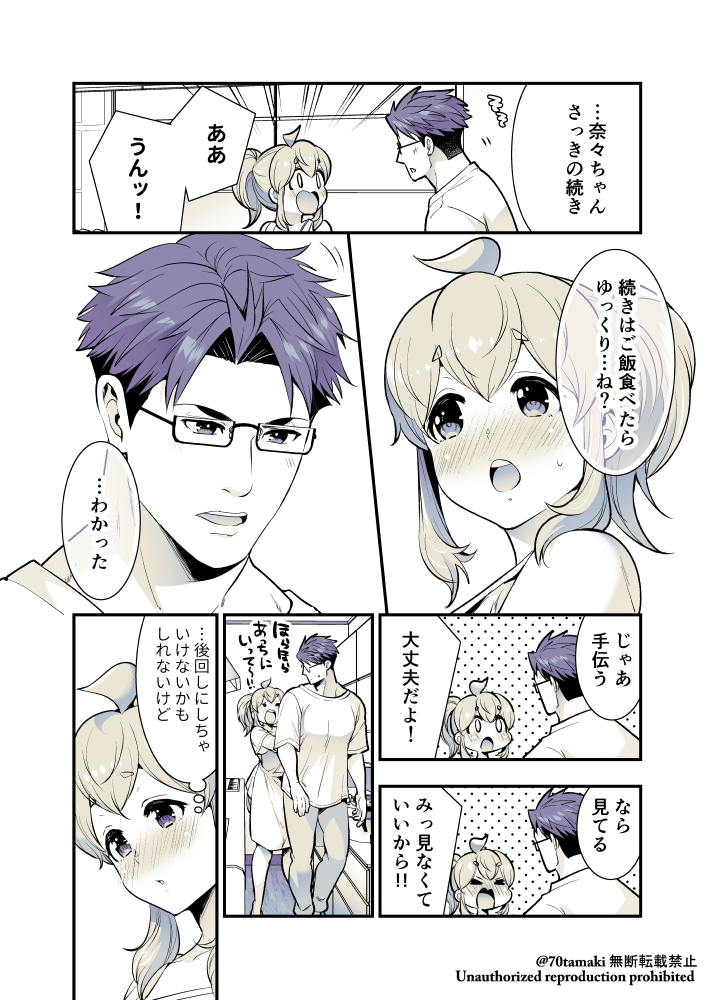 …奈々ちゃん
さっきの続き
ああ
うんッ！
続きはご飯食べたら
ゆっくり…ね？
…わかった
じゃあ
手伝う
大丈夫だよ！
なら
見てる
みっ見なくて
いいから!!
ほらほら
あっちに
いって〜!!
…後回しにしちゃ
いけないかも
しれないけど
@70tamaki 無断転載禁止
Unauthorized reproduction prohibited